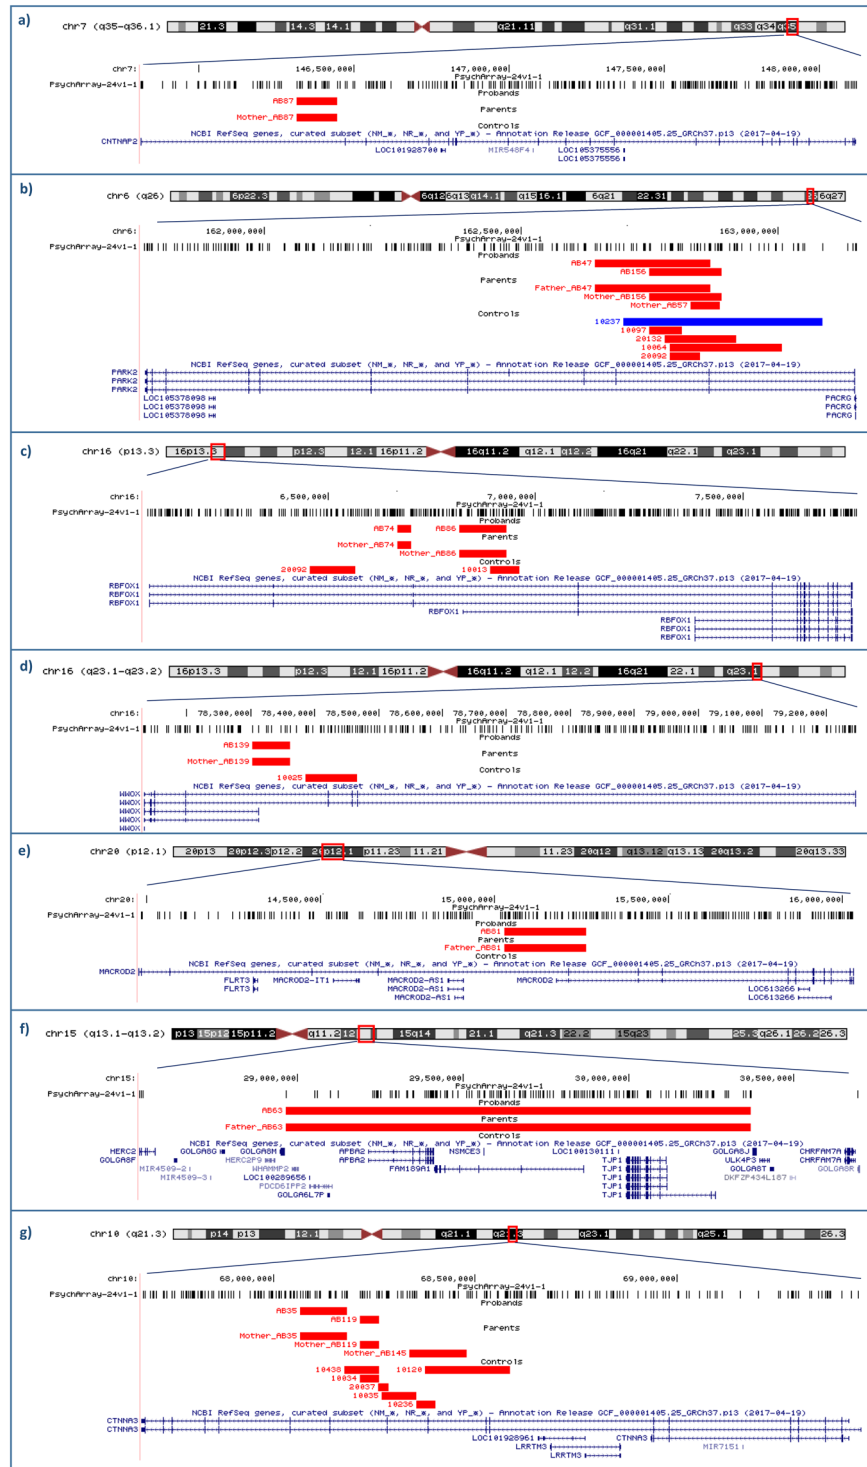 a)
chr7 (q35-q36.1) 21.3 14.3 14.1 q21.11 q31.1 q33 q34 q35
chr7: 146,500,000 147,000,000 147,500,000 148,000,000
PsychArray-24v1-1
PsychArray-24v1-1
Probands
AB87
Parents
Mother_AB87
Controls
NCBI RefSeq genes, curated subset (NM_*, NR_*, and YP_*) - Annotation Release GCF_000001405.25_GRCh37.p13 (2017-04-19)
CNTNAP2
LOC101928700 MIR548F4 LOC105375556
LOC105375556
b)
chr6 (q26) 6p22.3 6q12 6q13 q14.1 q15 16.1 6q21 22.31 6q27
chr6: 162,000,000 162,500,000 163,000,000
PsychArray-24v1-1
PsychArray-24v1-1
Probands
AB47
AB156
Parents
Father_AB47
Mother_AB156
Mother_AB57
Controls
10237
10097
20132
10064
20092
NCBI RefSeq genes, curated subset (NM_*, NR_*, and YP_*) - Annotation Release GCF_000001405.25_GRCh37.p13 (2017-04-19)
PARK2
PARK2
PARK2
LOC105378098 PACRG
LOC105378098 PACRG
LOC105378098 PACRG
c)
chr16 (p13.3) 16p13.3 p12.3 12.1 16p11.2 16q11.2 q12.1 q12.2 16q21 q22.1 q23.1
chr16: 6,500,000 7,000,000 7,500,000
PsychArray-24v1-1
PsychArray-24v1-1
Probands
AB74 AB86
Parents
Mother_AB74
Mother_AB86
Controls
20092 10013
NCBI RefSeq genes, curated subset (NM_*, NR_*, and YP_*) - Annotation Release GCF_000001405.25_GRCh37.p13 (2017-04-19)
RBFOX1
RBFOX1
RBFOX1
RBFOX1
RBFOX1
RBFOX1
RBFOX1
d)
chr16 (q23.1-q23.2) 16p13.3 p12.3 12.1 16p11.2 16q11.2 12.1 12.2 16q21 22.1 q23.1
chr16: 78,300,000 78,400,000 78,500,000 78,600,000 78,700,000 78,800,000 78,900,000 79,000,000 79,100,000 79,200,000
PsychArray-24v1-1
PsychArray-24v1-1
Probands
AB139
Parents
Mother_AB139
Controls
10025
NCBI RefSeq genes, curated subset (NM_*, NR_*, and YP_*) - Annotation Release GCF_000001405.25_GRCh37.p13 (2017-04-19)
WWOX
WWOX
WWOX
WWOX
WWOX
e)
chr20 (p12.1) 20p13 20p12.3 p12.2 20p12.1 p11.23 11.21 11.23 20q12 q13.12 q13.13 20q13.2 20q13.33
chr20: 14,500,000 15,000,000 15,500,000 16,000,000
PsychArray-24v1-1
PsychArray-24v1-1
Probands
AB81
Parents
Father_AB81
Controls
NCBI RefSeq genes, curated subset (NM_*, NR_*, and YP_*) - Annotation Release GCF_000001405.25_GRCh37.p13 (2017-04-19)
MACROD2
FLRT3 MACROD2-IT1 MACROD2-AS1 MACROD2 LOC613266
FLRT3 MACROD2-AS1 LOC613266
MACROD2-AS1
f)
chr15 (q13.1-q13.2) p13 15p12 15p11.2 q11.2 12 15q14 21.1 q21.3 22.2 15q23 25.3 q26.1 26.2 26.3
chr15: 29,000,000 29,500,000 30,000,000 30,500,000
PsychArray-24v1-1
PsychArray-24v1-1
Probands
AB63
Parents
Father_AB63
Controls
NCBI RefSeq genes, curated subset (NM_*, NR_*, and YP_*) - Annotation Release GCF_000001405.25_GRCh37.p13 (2017-04-19)
HERC2 GOLGA8G GOLGA8M APBA2 NSMCE3 LOC100130111 GOLGA8J CHRFAM7A
GOLGA8F HERC2P9 APBA2 TJP1 ULK4P3 CHRFAM7A
MIR4509-2 WHAMMP2 FAM189A1 TJP1 GOLGA8T GOLGA8R
MIR4509-3 LOC100289656 TJP1 DKFZP434L187
PDCD6IPP2 TJP1
GOLGA6L7P TJP1
g)
chr10 (q21.3) p14 p13 12.1 q21.1 q21.3 q23.1 q25.1 26.3
chr10: 68,000,000 68,500,000 69,000,000
PsychArray-24v1-1
PsychArray-24v1-1
Probands
AB35
AB119
Parents
Mother_AB35
Mother_AB119
Mother_AB145
Controls
10438 10120
10034
20037
10035
10236
NCBI RefSeq genes, curated subset (NM_*, NR_*, and YP_*) - Annotation Release GCF_000001405.25_GRCh37.p13 (2017-04-19)
CTNNA3
CTNNA3
LOC101928961 CTNNA3
LRRTM3 MIR7151
LRRTM3